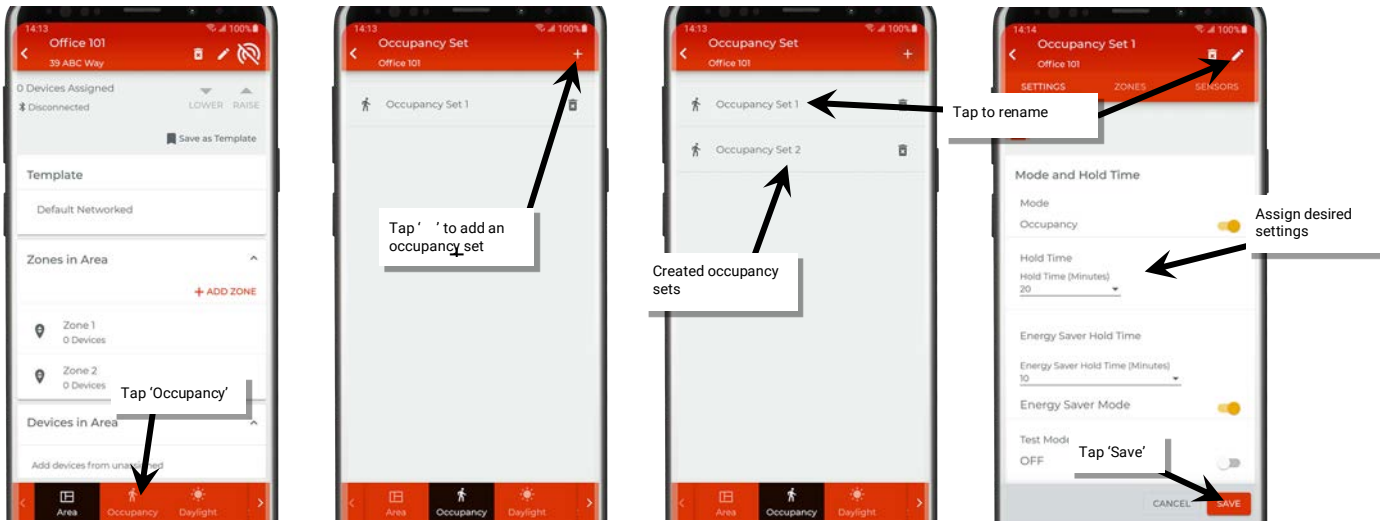 14:13
100%
Office 101
39 ABC Way
0 Devices Assigned
Disconnected
LOWER RAISE
Save as Template
Template
Default Networked
Zones in Area
+ ADD ZONE
Zone 1
0 Devices
Zone 2
0 Devices
Tap ‘Occupancy’
Devices in Area
Add devices from unassigned
Area
Occupancy
Daylight
14:13
100%
Occupancy Set
Office 101
+
Occupancy Set 1
Tap ‘ ’ to add an
occupancy set
+
Area
Occupancy
Daylight
14:13
100%
Occupancy Set
Office 101
+
Occupancy Set 1
Occupancy Set 2
Created occupancy
sets
Area
Occupancy
Daylight
14:14
100%
Occupancy Set 1
Office 101
SETTINGS
ZONES
SENSORS
Tap to rename
Mode and Hold Time
Mode
Occupancy
Assign desired
settings
Hold Time
Hold Time (Minutes)
20
Energy Saver Hold Time
Energy Saver Hold Time (Minutes)
10
Energy Saver Mode
Test Mode
OFF
Tap ‘Save’
CANCEL
SAVE